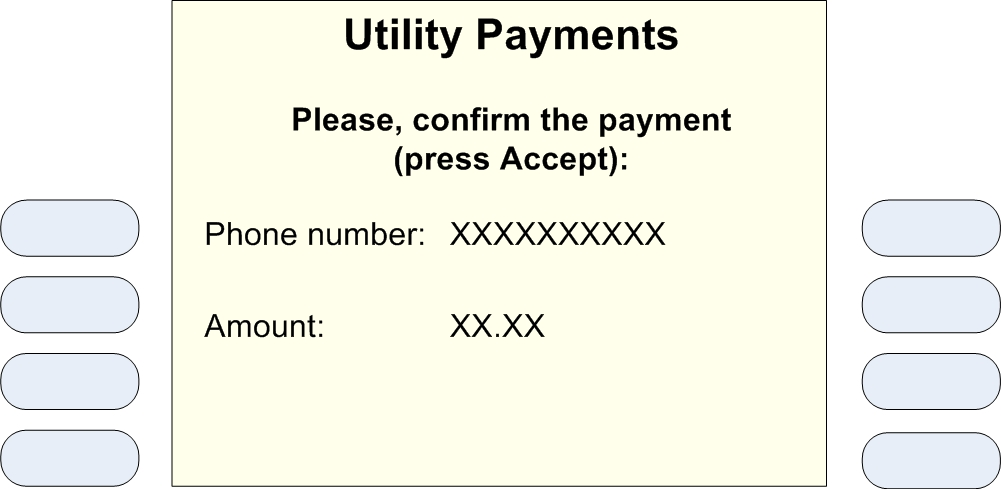 Utility Payments
Please, confirm the payment
(press Accept):
Phone number: XXXXXXXXXX
Amount: XX.XX